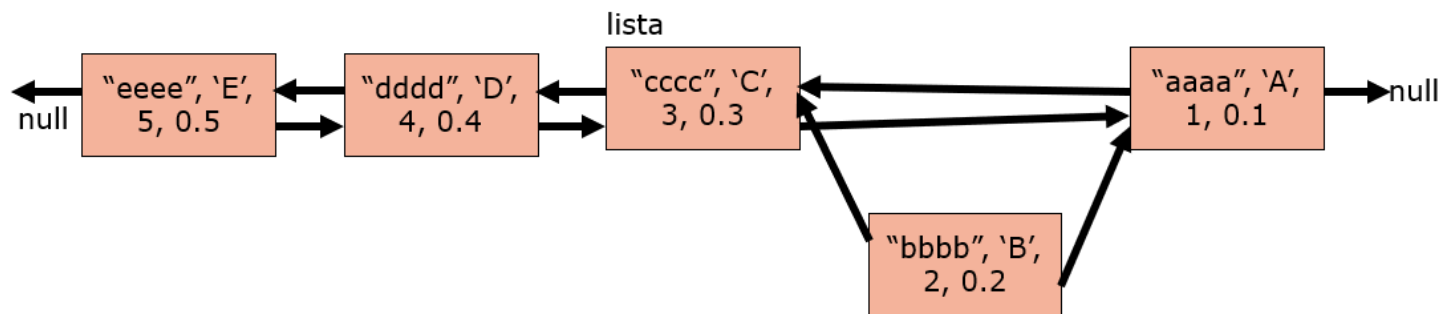 lista
“eeee”, ‘E’,
5, 0.5
“dddd”, ‘D’,
4, 0.4
“cccc”, ‘C’,
3, 0.3
“aaaa”, ‘A’,
1, 0.1
null
null
“bbbb”, ‘B’,
2, 0.2